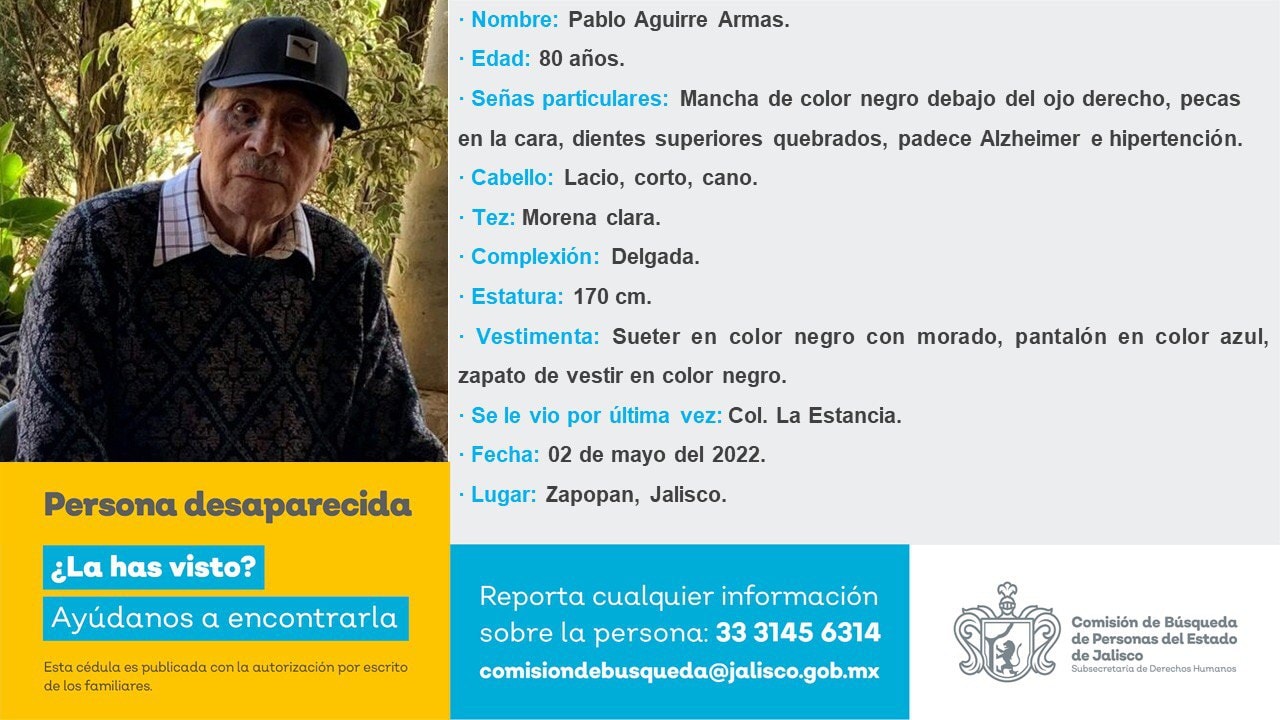 · Nombre: Pablo Aguirre Armas.
· Edad: 80 años.
· Señas particulares: Mancha de color negro debajo del ojo derecho, pecas
en la cara, dientes superiores quebrados, padece Alzheimer e hipertención.
· Cabello: Lacio, corto, cano.
· Tez: Morena clara.
· Complexión: Delgada.
· Estatura: 170 cm.
· Vestimenta: Sueter en color negro con morado, pantalón en color azul,
zapato de vestir en color negro.
· Se le vio por última vez: Col. La Estancia.
· Fecha: 02 de mayo del 2022.
· Lugar: Zapopan, Jalisco.
Persona desaparecida
¿La has visto?
Ayúdanos a encontrarla
Esta cédula es publicada con la autorización por escrito
de los familiares.
Reporta cualquier información
sobre la persona: 33 3145 6314
comisiondebusqueda@jalisco.gob.mx
Comisión de Búsqueda
de Personas del Estado
de Jalisco
Subsecretaría de Derechos Humanos